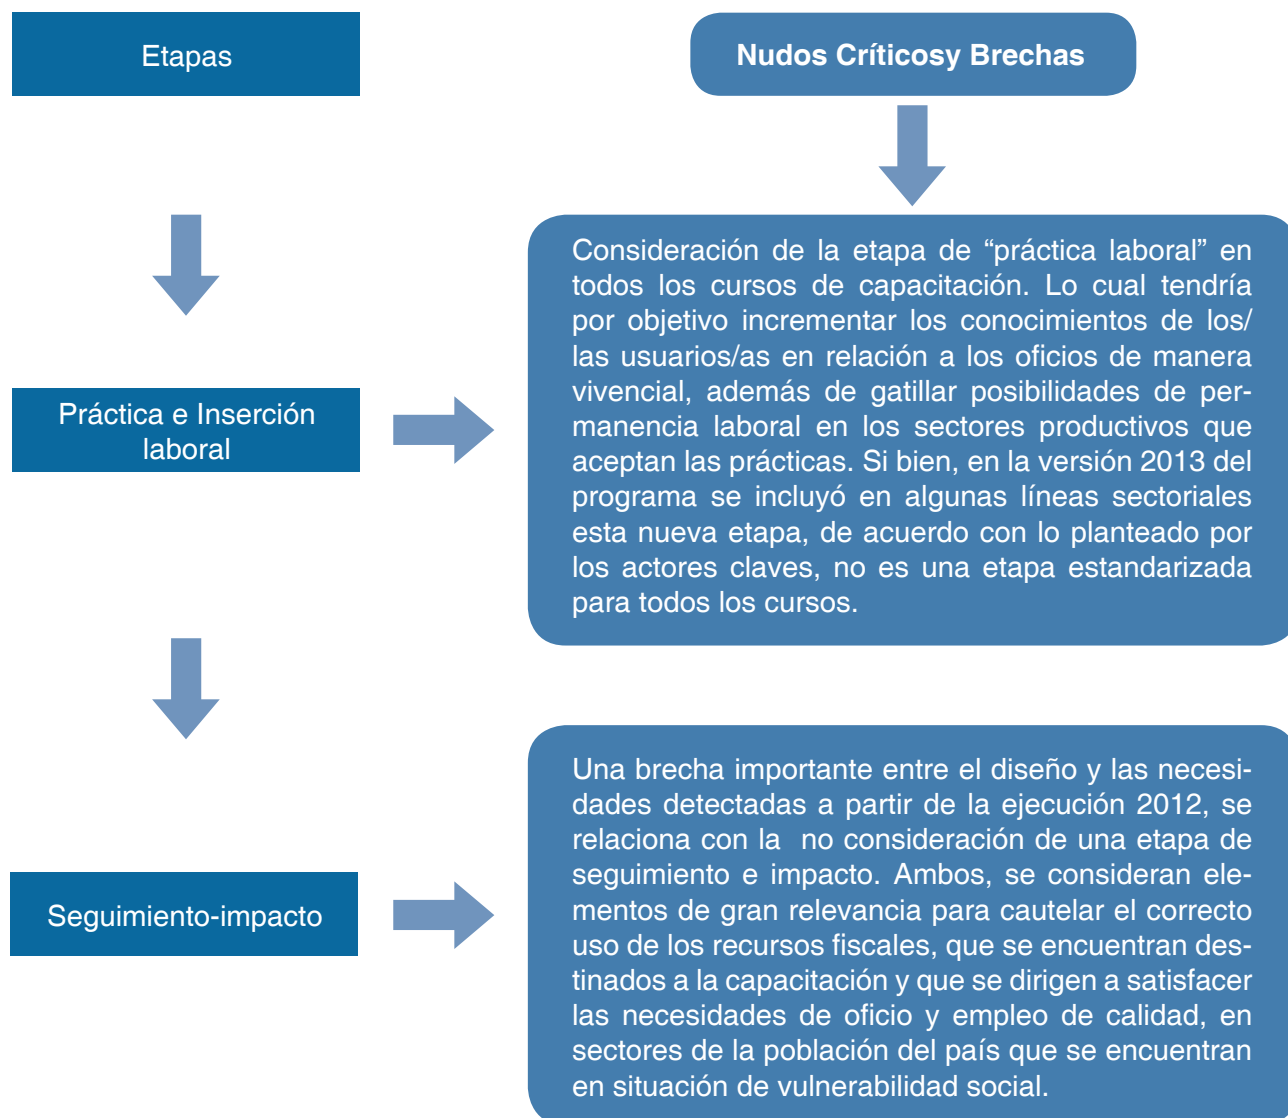 Etapas
Nudos Críticosy Brechas
Práctica e Inserción
laboral
Consideración de la etapa de “práctica laboral” en
todos los cursos de capacitación. Lo cual tendría
por objetivo incrementar los conocimientos de los/
las usuarios/as en relación a los oficios de manera
vivencial, además de gatillar posibilidades de per-
manencia laboral en los sectores productivos que
aceptan las prácticas. Si bien, en la versión 2013 del
programa se incluyó en algunas líneas sectoriales
esta nueva etapa, de acuerdo con lo planteado por
los actores claves, no es una etapa estandarizada
para todos los cursos.
Seguimiento-impacto
Una brecha importante entre el diseño y las necesi-
dades detectadas a partir de la ejecución 2012, se
relaciona con la  no consideración de una etapa de
seguimiento e impacto. Ambos, se consideran ele-
mentos de gran relevancia para cautelar el correcto
uso de los recursos fiscales, que se encuentran des-
tinados a la capacitación y que se dirigen a satisfacer
las necesidades de oficio y empleo de calidad, en
sectores de la población del país que se encuentran
en situación de vulnerabilidad social.